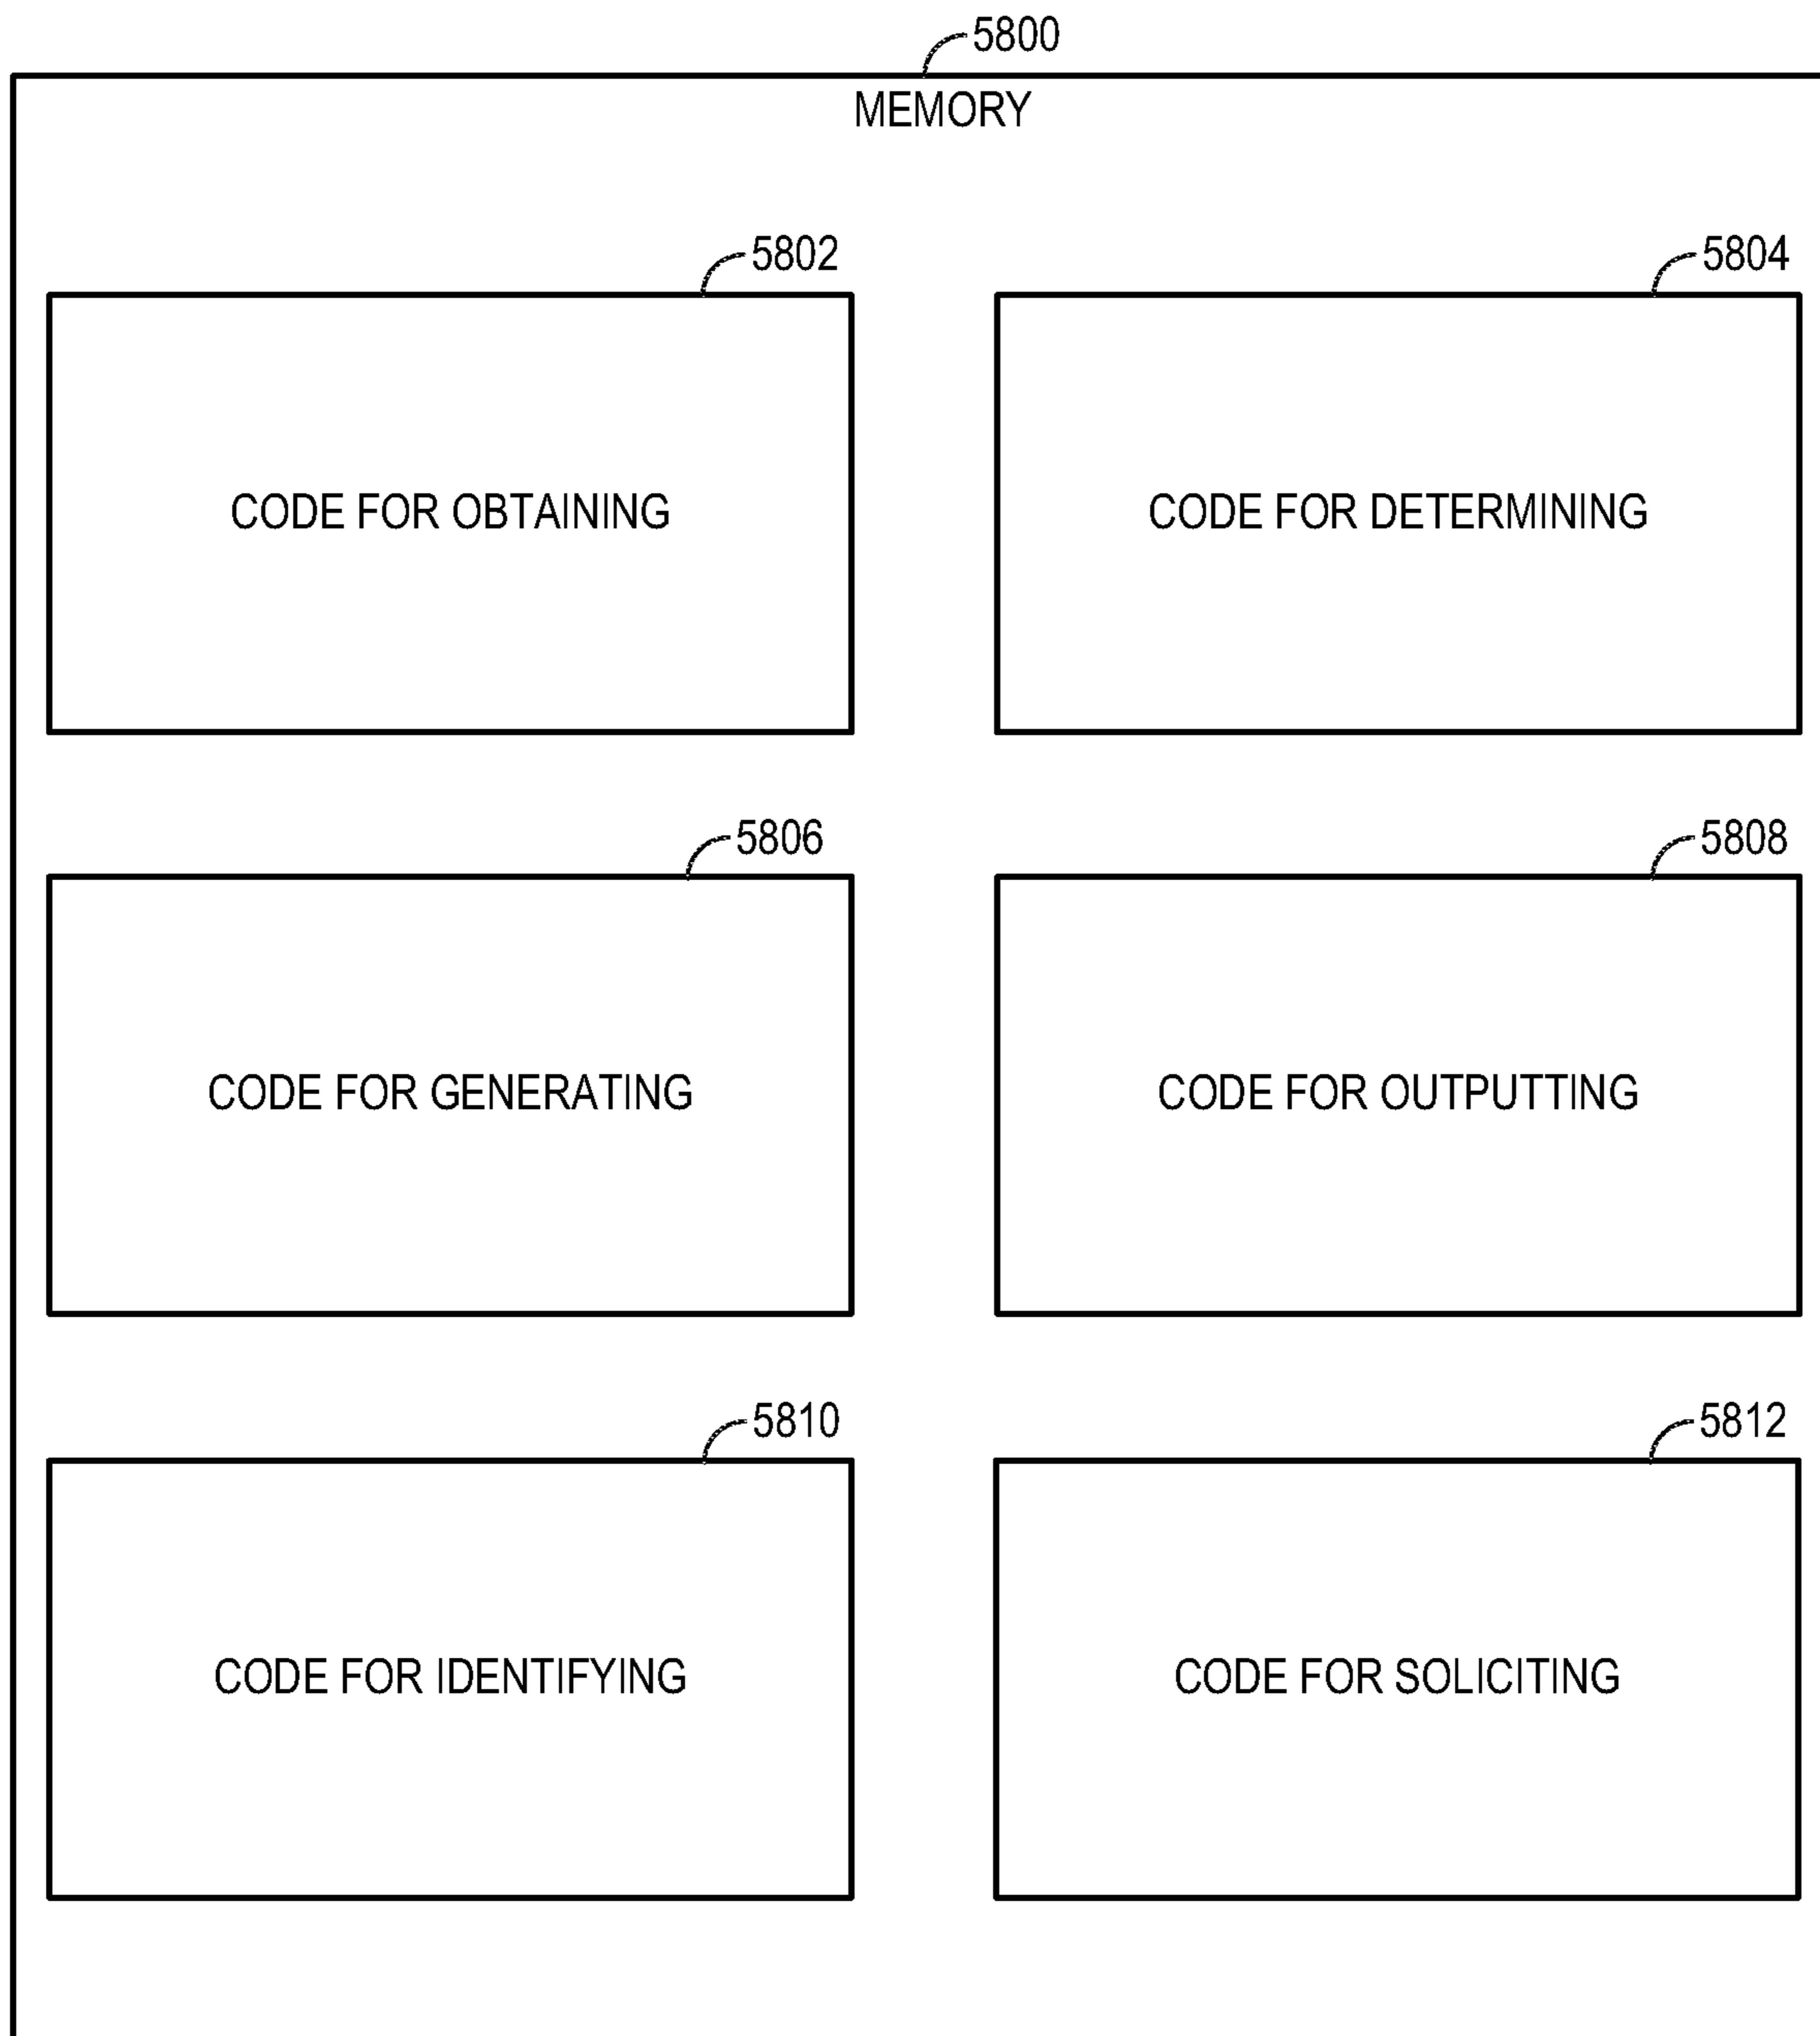 5800
MEMORY
5802
5804
CODE FOR OBTAINING
CODE FOR DETERMINING
5806
5808
CODE FOR GENERATING
CODE FOR OUTPUTTING
5810
5812
CODE FOR IDENTIFYING
CODE FOR SOLICITING